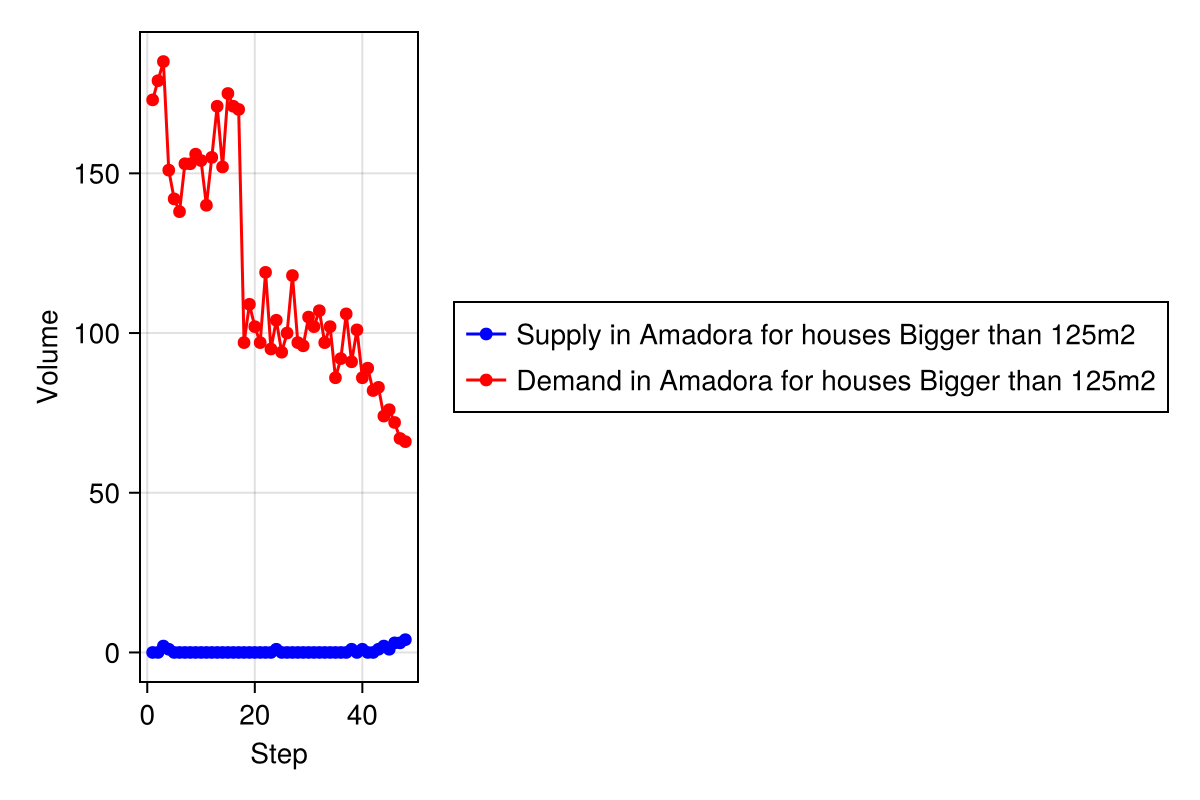 150
100
50
0
Volume
0 20 40
Step
Supply in Amadora for houses Bigger than 125m2
Demand in Amadora for houses Bigger than 125m2